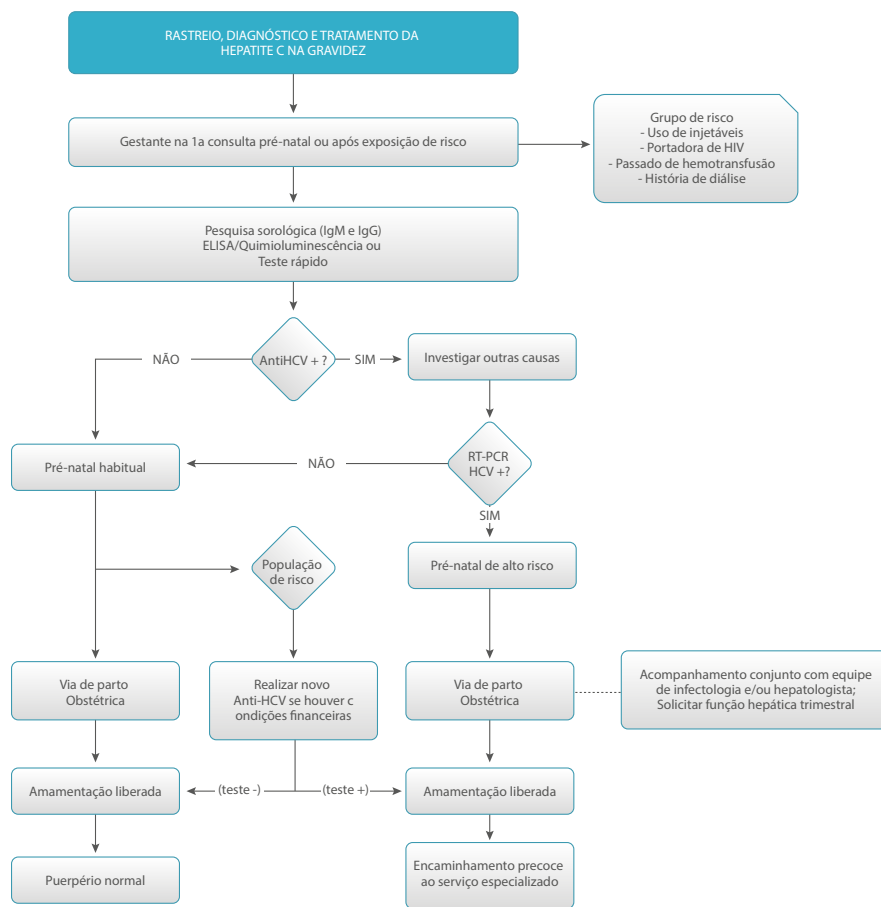 RASTREIO, DIAGNÓSTICO E TRATAMENTO DA
HEPATITE C NA GRAVIDEZ
Gestante na 1a consulta pré-natal ou após exposição de risco
Grupo de risco
- Uso de injetáveis
- Portadora de HIV
- Passado de hemotransfusão
- História de diálise
Pesquisa sorológica (IgM e IgG)
ELISA/Quimioluminescência ou
Teste rápido
NÃO
AntiHCV + ?
SIM
Investigar outras causas
Pré-natal habitual
NÃO
RT-PCR
HCV +?
SIM
População
de risco
Pré-natal de alto risco
Via de parto
Obstétrica
Realizar novo
Anti-HCV se houver c
ondições financeiras
Via de parto
Obstétrica
Acompanhamento conjunto com equipe
de infectologia e/ou hepatologista;
Solicitar função hepática trimestral
Amamentação liberada
(teste -)
(teste +)
Amamentação liberada
Puerpério normal
Encaminhamento precoce
ao serviço especializado